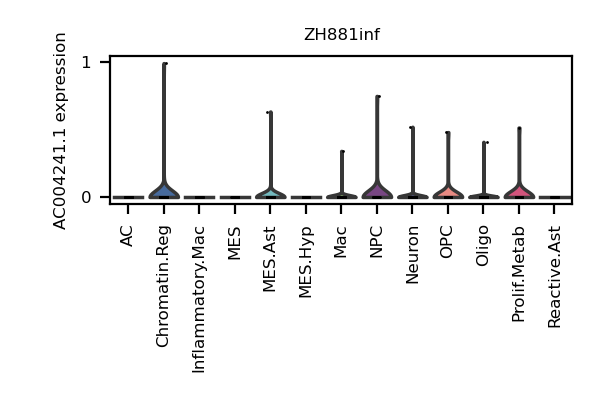 ZH881inf
AC004241.1 expression
1
0
AC
Chromatin.Reg
Inflammatory.Mac
MES
MES.Ast
MES.Hyp
Mac
NPC
Neuron
OPC
Oligo
Prolif.Metab
Reactive.Ast